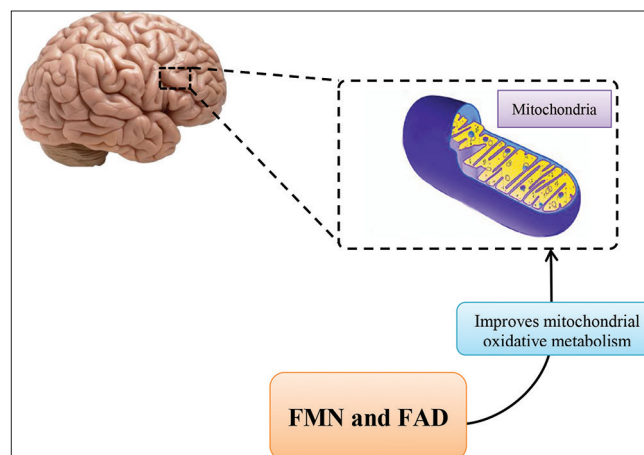 Mitochondria
Improves mitochondrial
oxidative metabolism
FMN and FAD